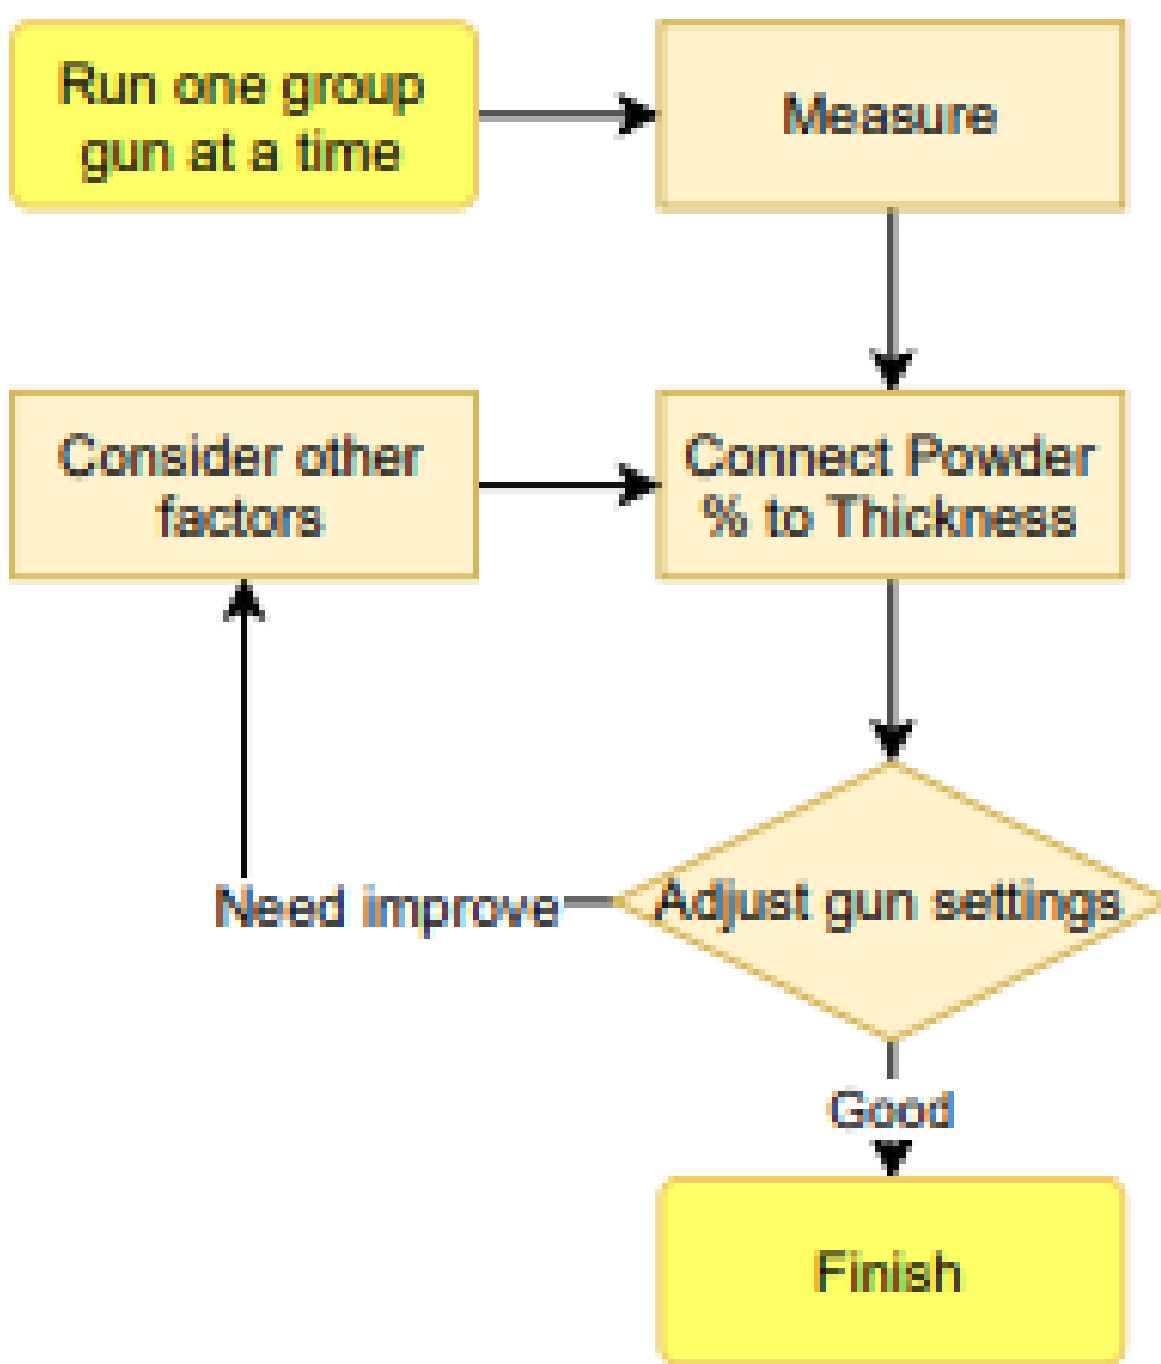 Run one group
gun at a time
Measure
Consider other
factors
Connect Powder
% to Thickness
Need improve
Adjust gun settings
Good
Finish